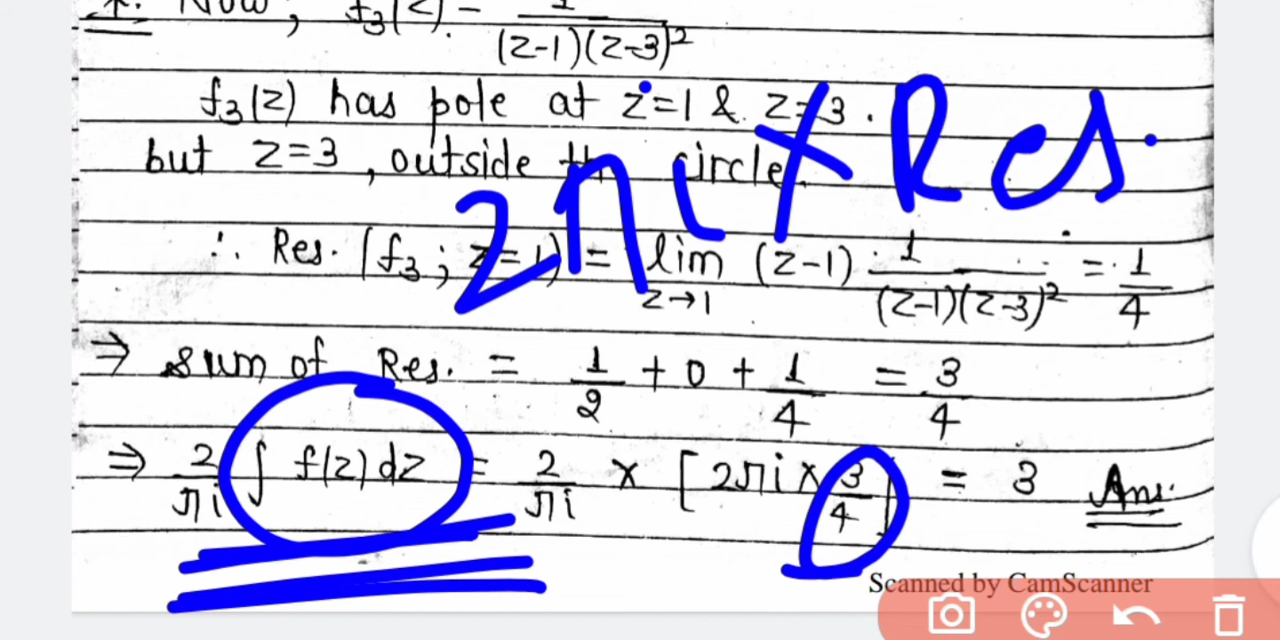 Now, f₃(z) = 1/((z-1)(z-3)²)
f₃(z) has pole at z=1 & z=3.
but z=3, outside the circle.
2πi × Res.
∴ Res. (f₃; z=1) = lim z→1 (z-1) · 1/((z-1)(z-3)²) = 1/4
⇒ sum of Res. = 1/2 + 0 + 1/4 = 3/4
⇒ 2/πi ∫ f(z) dz = 2/πi × [2πi × 3/4] = 3 Ans.
Scanned by CamScanner